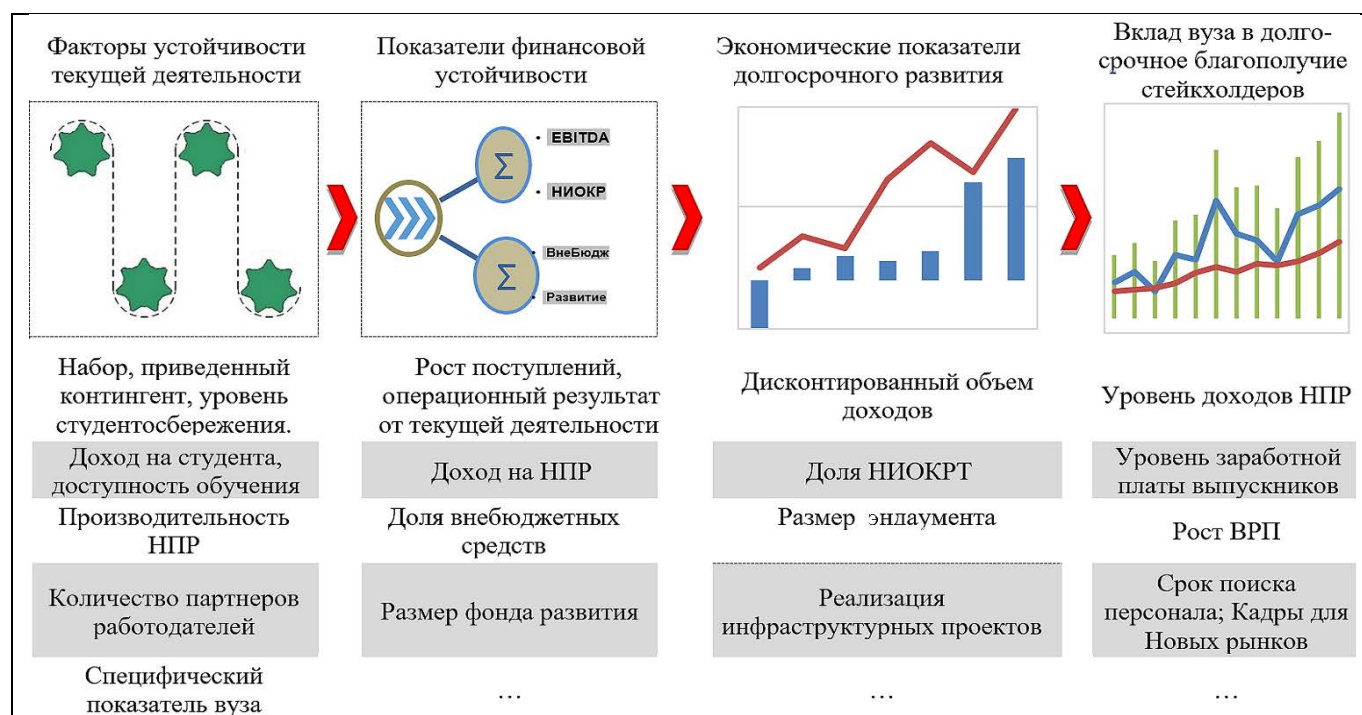 Факторы устойчивости
текущей деятельности
Показатели финансовой
устойчивости
Экономические показатели
долгосрочного развития
Вклад вуза в долго-
срочное благополучие
стейкхолдеров
Σ
• EBITDA
• НИОКР
Σ
• ВнеБюдж
• Развитие
Набор, приведенный
контингент, уровень
студентосбережения.
Рост поступлений,
операционный результат
от текущей деятельности
Дисконтированный объем
доходов
Уровень доходов НПР
Доход на студента,
доступность обучения
Доход на НПР
Доля НИОКРТ
Уровень заработной
платы выпускников
Производительность
НПР
Доля внебюджетных
средств
Размер эндаумента
Рост ВРП
Количество партнеров
работодателей
Размер фонда развития
Реализация
инфраструктурных проектов
Срок поиска
персонала; Кадры для
Новых рынков
Специфический
показатель вуза
…
…
…